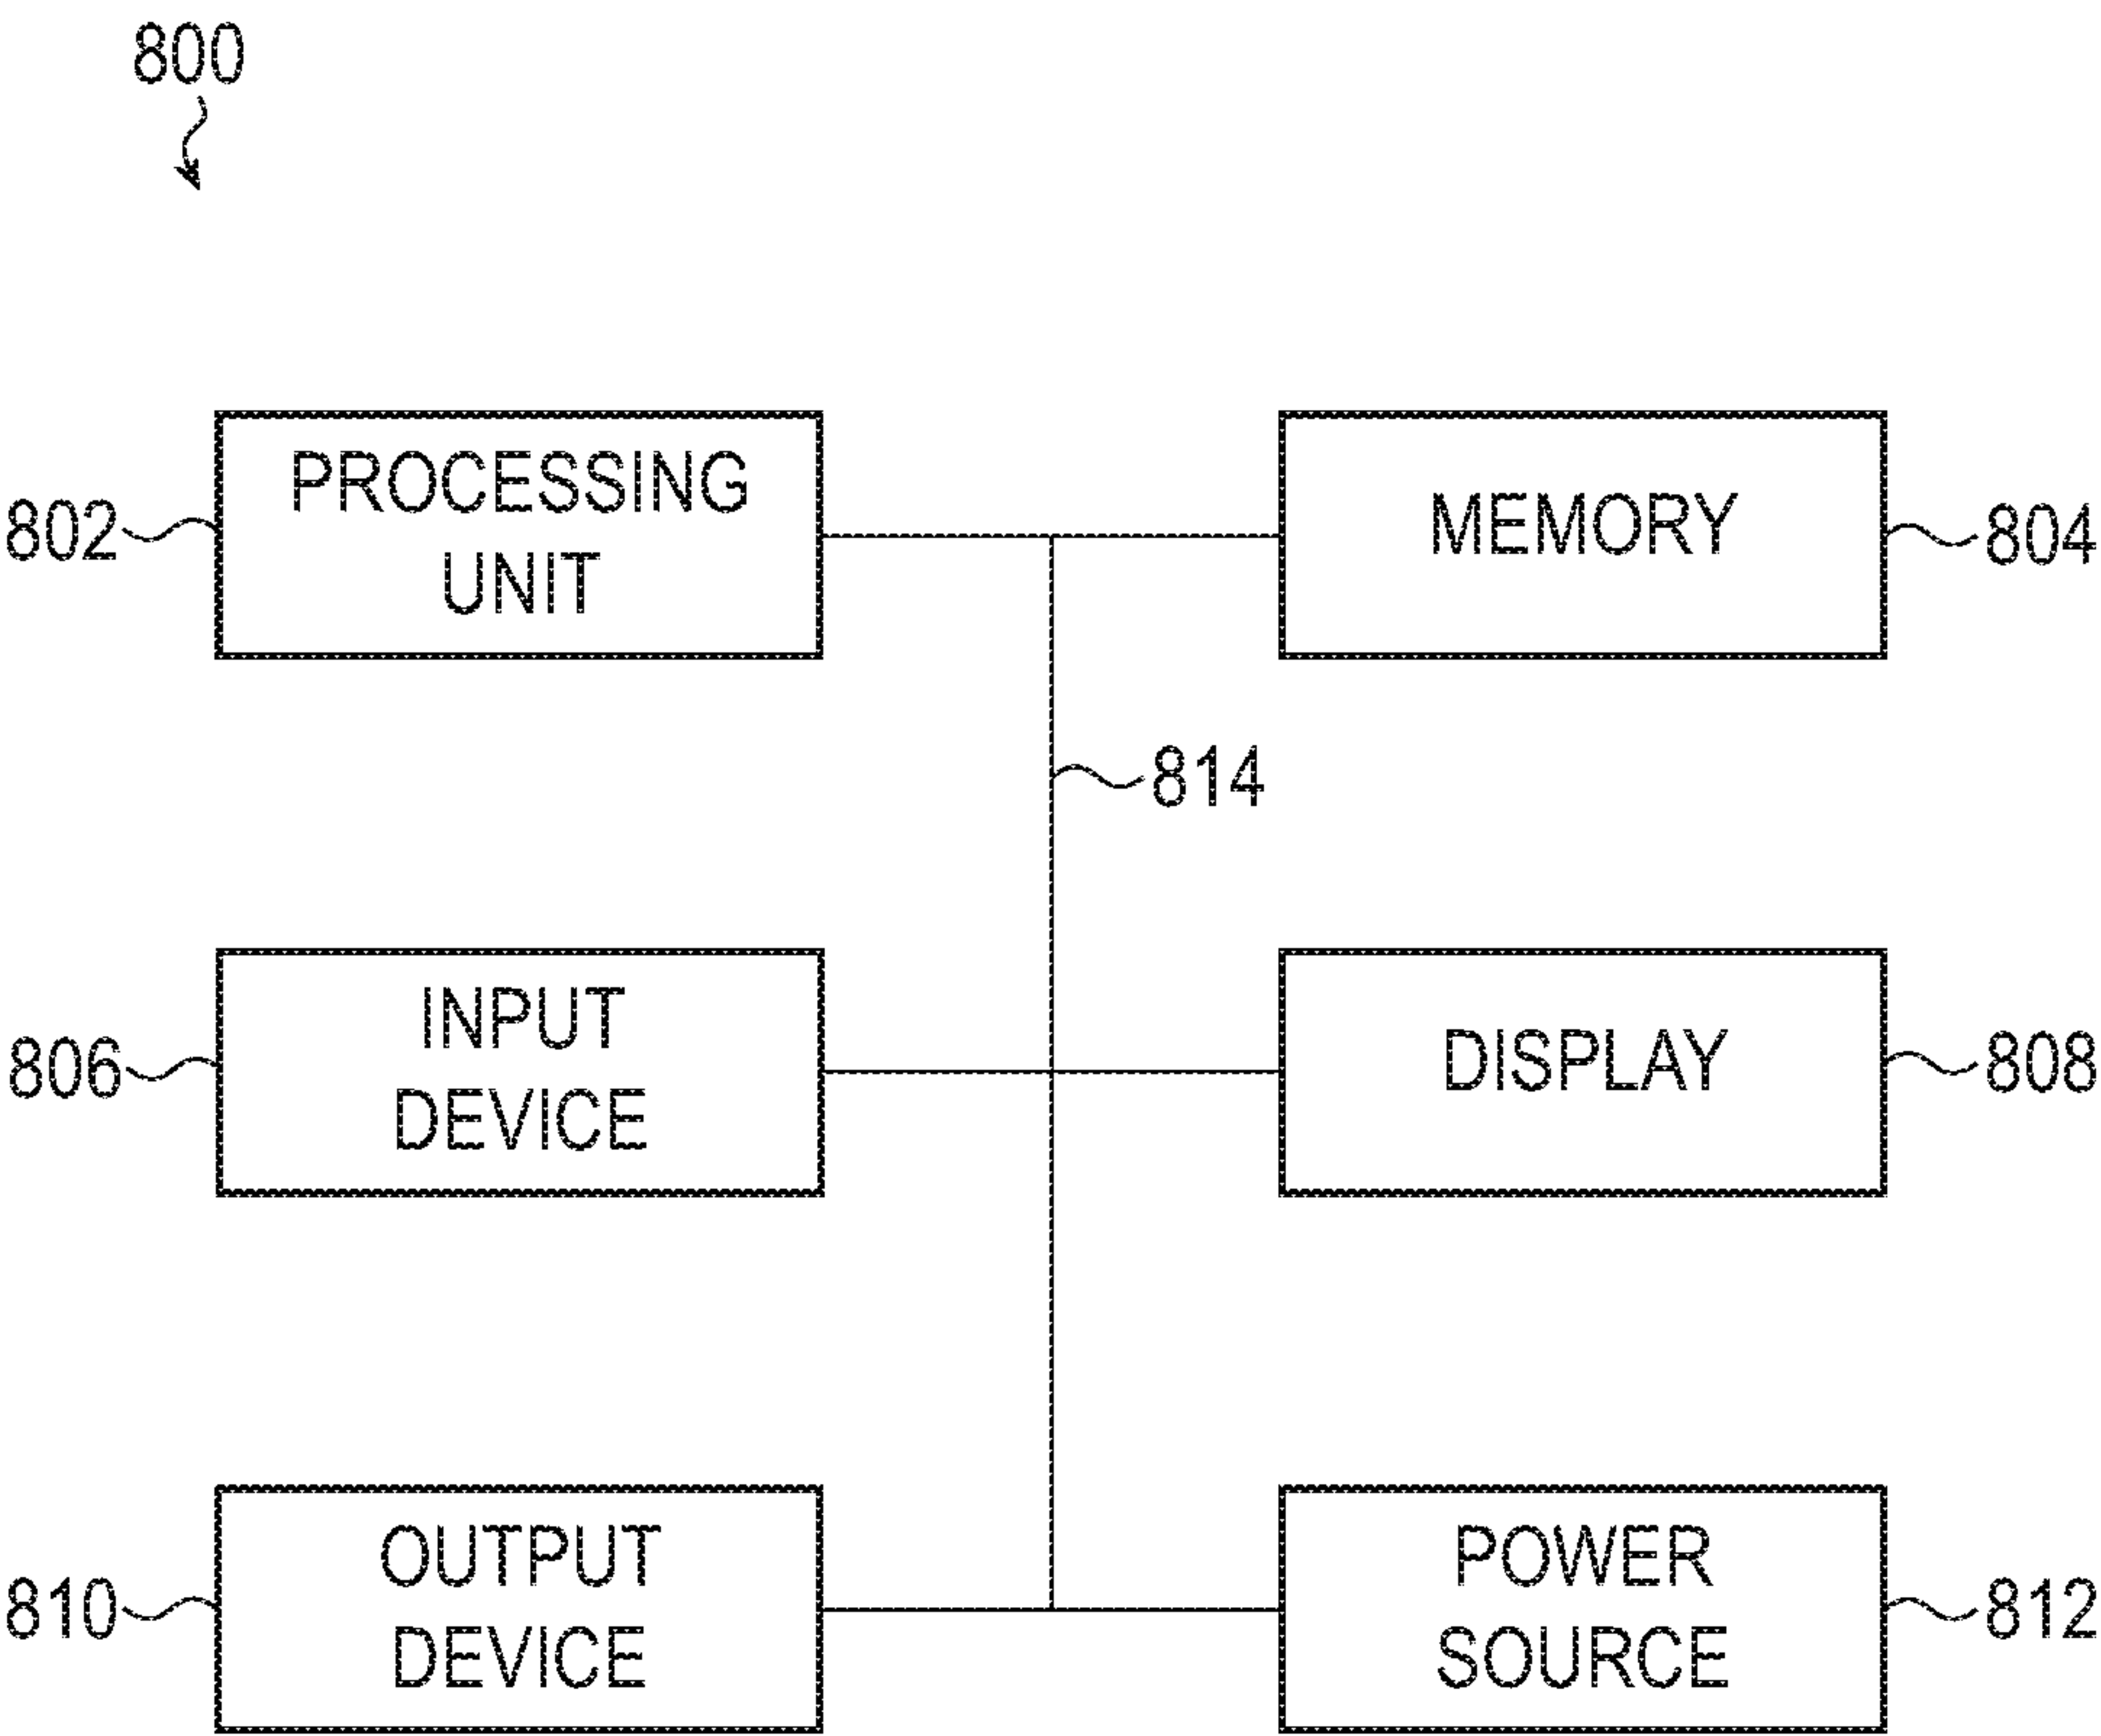 800
PROCESSING
UNIT
802
MEMORY
804
814
INPUT
DEVICE
806
DISPLAY
808
OUTPUT
DEVICE
810
POWER
SOURCE
812